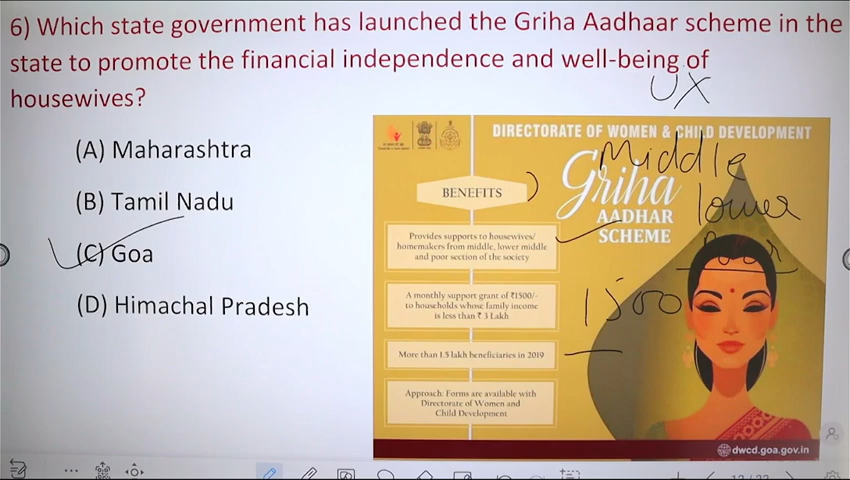 6) Which state government has launched the Griha Aadhaar scheme in the
state to promote the financial independence and well-being of
housewives?
UX
(A) Maharashtra
(B) Tamil Nadu
(C) Goa
(D) Himachal Pradesh
DIRECTORATE OF WOMEN & CHILD DEVELOPMENT
Middle
Griha
AADHAR
SCHEME
lower
Poor
1500
BENEFITS
Provides supports to housewives/
homemakers from middle, lower middle
and poor section of the society
A monthly support grant of ₹1500/-
to households whose family income
is less than ₹ 3 Lakh
More than 1.5 lakh beneficiaries in 2019
Approach: Forms are available with
Directorate of Women and
Child Development
dwcd.goa.gov.in